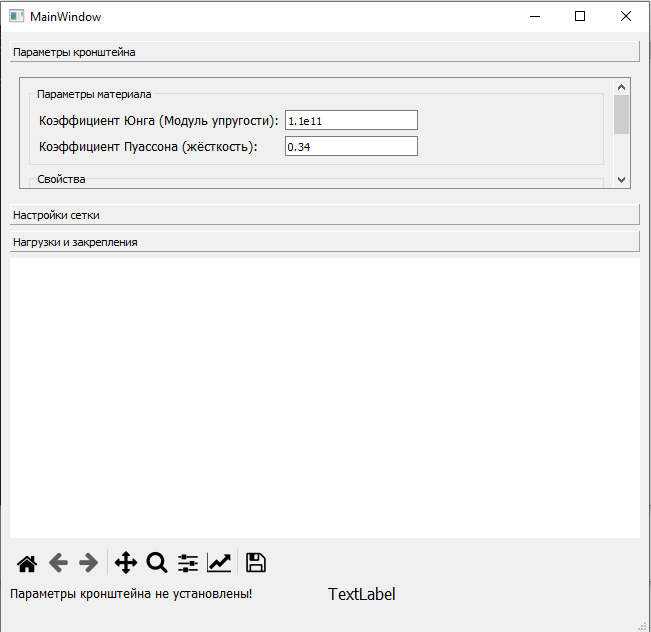 MainWindow
Параметры кронштейна
Параметры материала
Коэффициент Юнга (Модуль упругости): 1.1e11
Коэффициент Пуассона (жёсткость): 0.34
Свойства
Настройки сетки
Нагрузки и закрепления
Параметры кронштейна не установлены! TextLabel